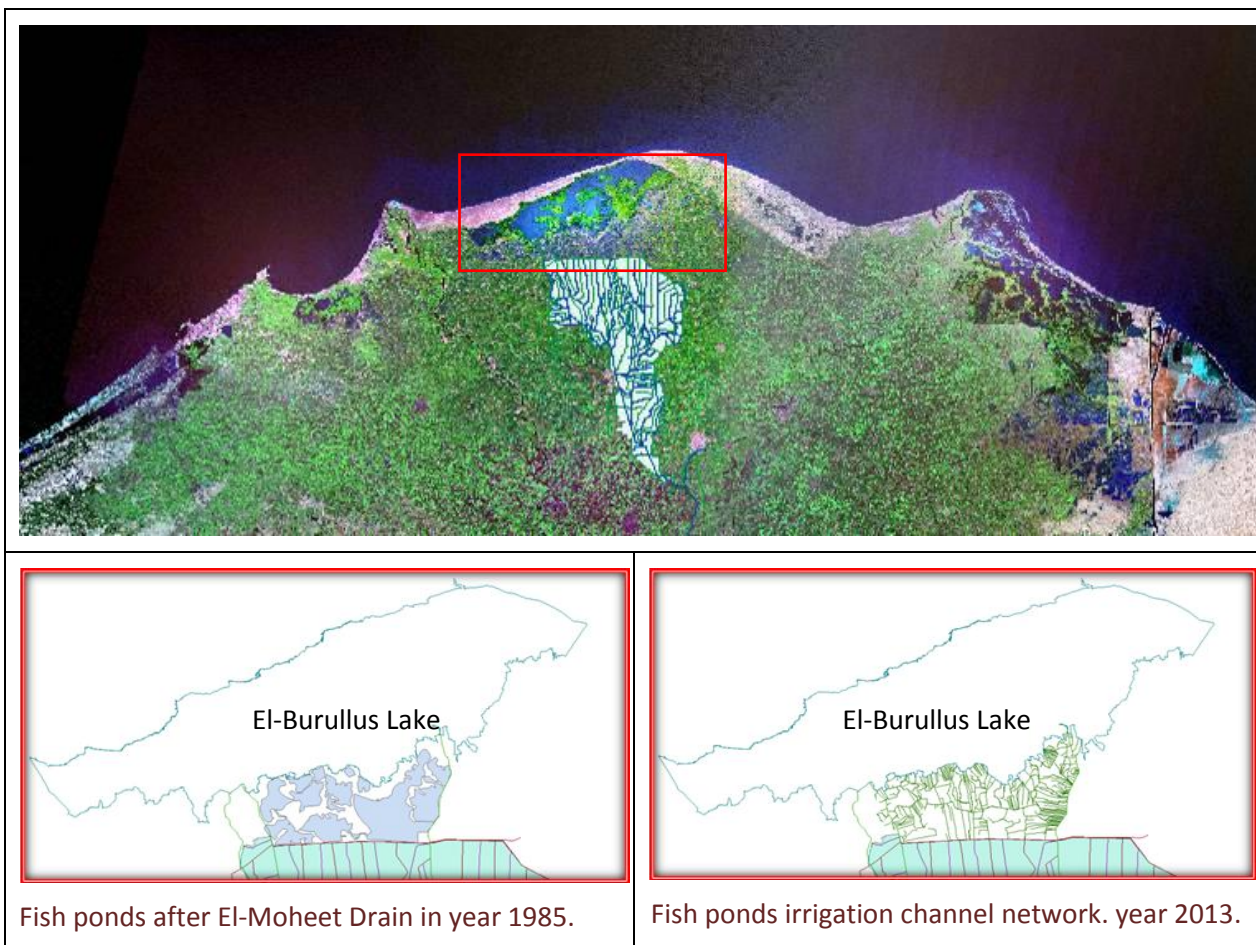 El-Burullus Lake
El-Burullus Lake
Fish ponds after El-Moheet Drain in year 1985.
Fish ponds irrigation channel network. year 2013.